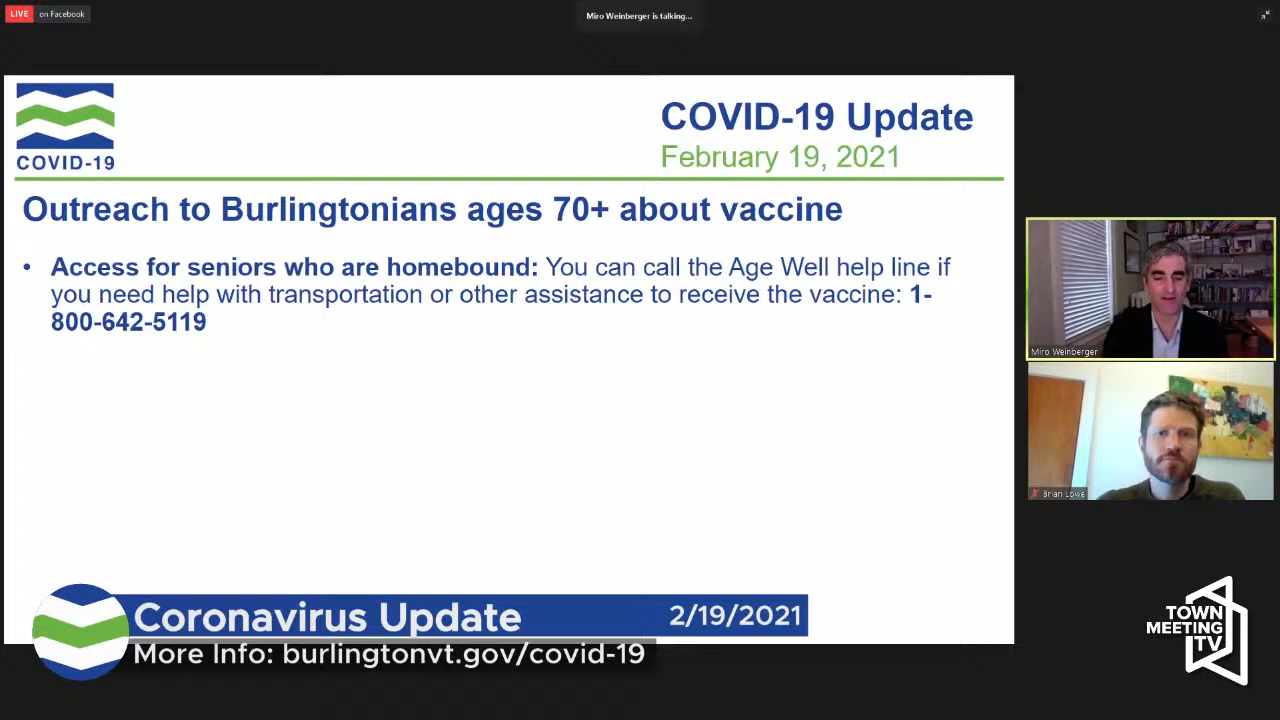 LIVE on Facebook
Miro Weinberger is talking...
COVID-19
COVID-19 Update
February 19, 2021
Outreach to Burlingtonians ages 70+ about vaccine
• Access for seniors who are homebound: You can call the Age Well help line if
you need help with transportation or other assistance to receive the vaccine: 1-
800-642-5119
Miro Weinberger
Brian Lowe
Coronavirus Update 2/19/2021
More Info: burlingtonvt.gov/covid-19
TOWN
MEETING
TV